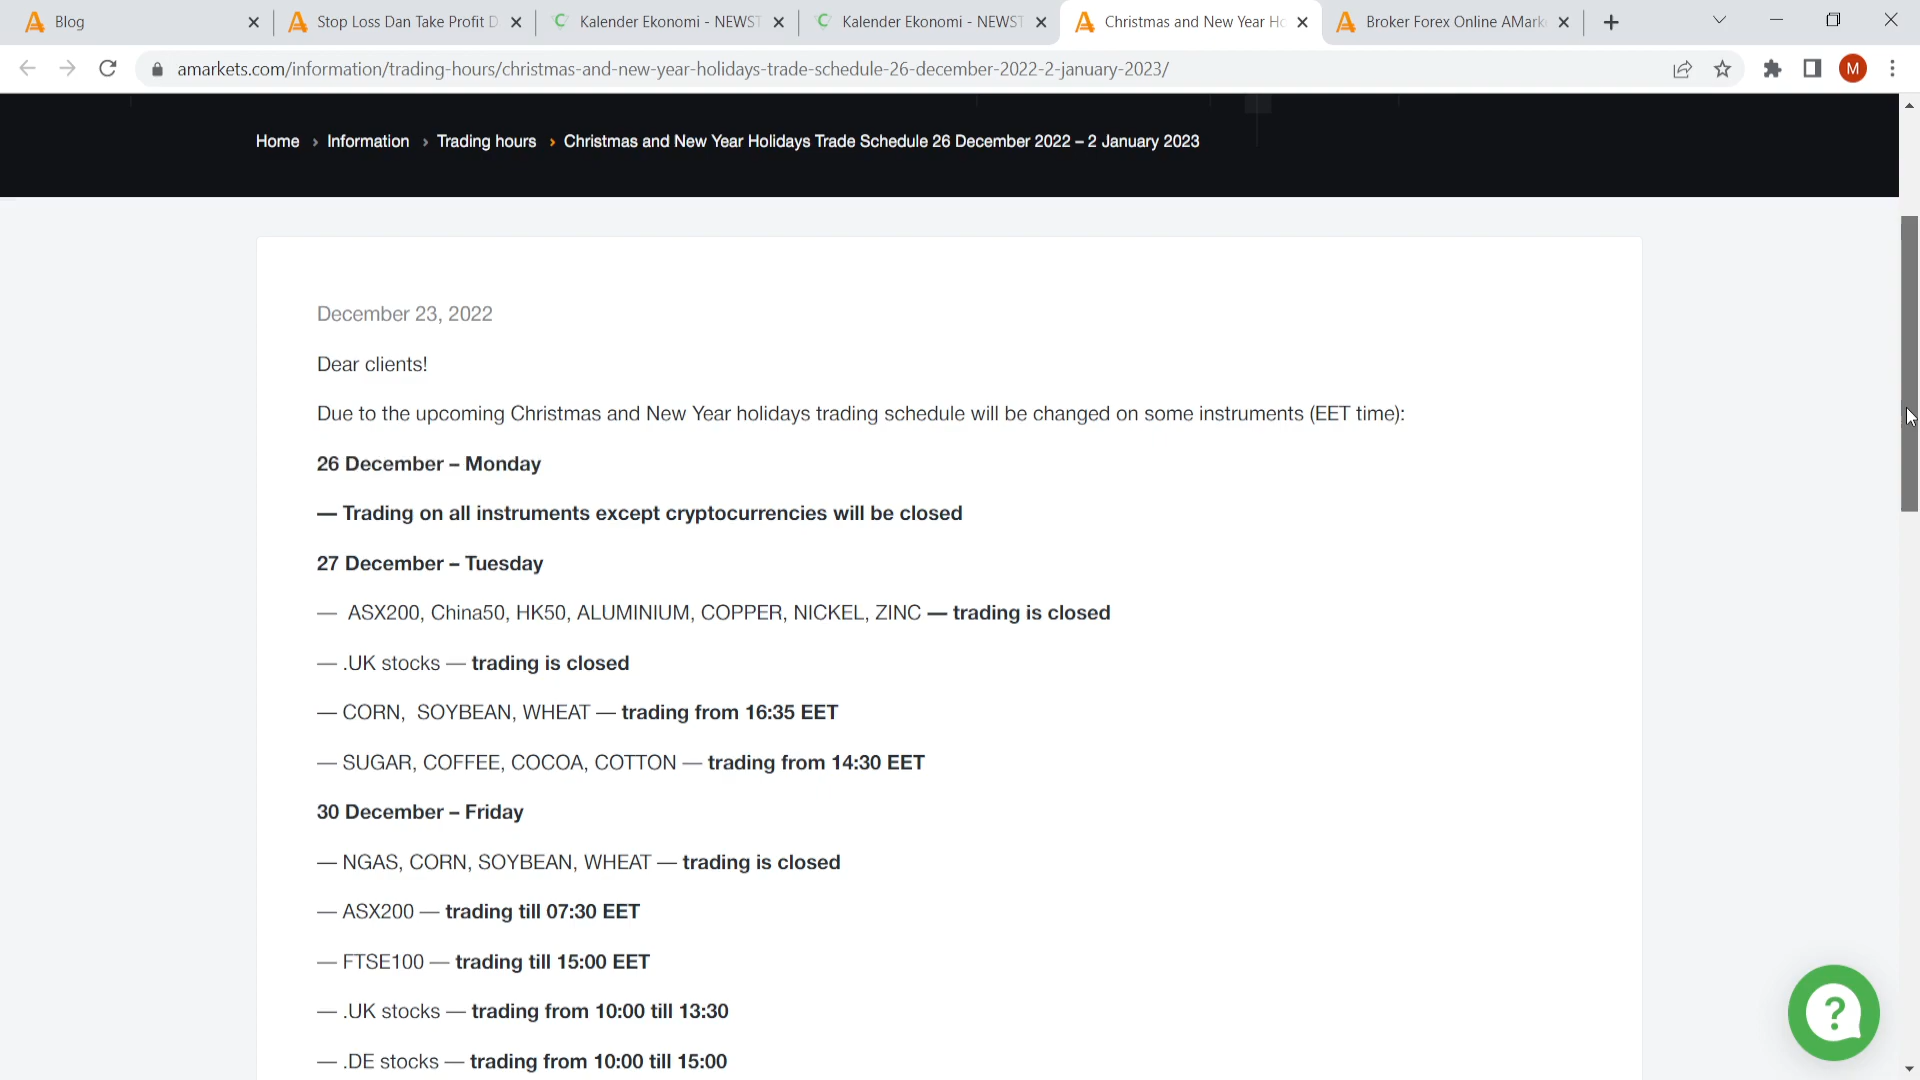 Blog
Stop Loss Dan Take Profit D
Kalender Ekonomi - NEWST
Kalender Ekonomi - NEWST
Christmas and New Year Ho
Broker Forex Online AMark
amarkets.com/information/trading-hours/christmas-and-new-year-holidays-trade-schedule-26-december-2022-2-january-2023/
M
Home › Information › Trading hours › Christmas and New Year Holidays Trade Schedule 26 December 2022 – 2 January 2023
December 23, 2022
Dear clients!
Due to the upcoming Christmas and New Year holidays trading schedule will be changed on some instruments (EET time):
26 December – Monday
— Trading on all instruments except cryptocurrencies will be closed
27 December – Tuesday
— ASX200, China50, HK50, ALUMINIUM, COPPER, NICKEL, ZINC — trading is closed
— .UK stocks — trading is closed
— CORN, SOYBEAN, WHEAT — trading from 16:35 EET
— SUGAR, COFFEE, COCOA, COTTON — trading from 14:30 EET
30 December – Friday
— NGAS, CORN, SOYBEAN, WHEAT — trading is closed
— ASX200 — trading till 07:30 EET
— FTSE100 — trading till 15:00 EET
— .UK stocks — trading from 10:00 till 13:30
— .DE stocks — trading from 10:00 till 15:00
?